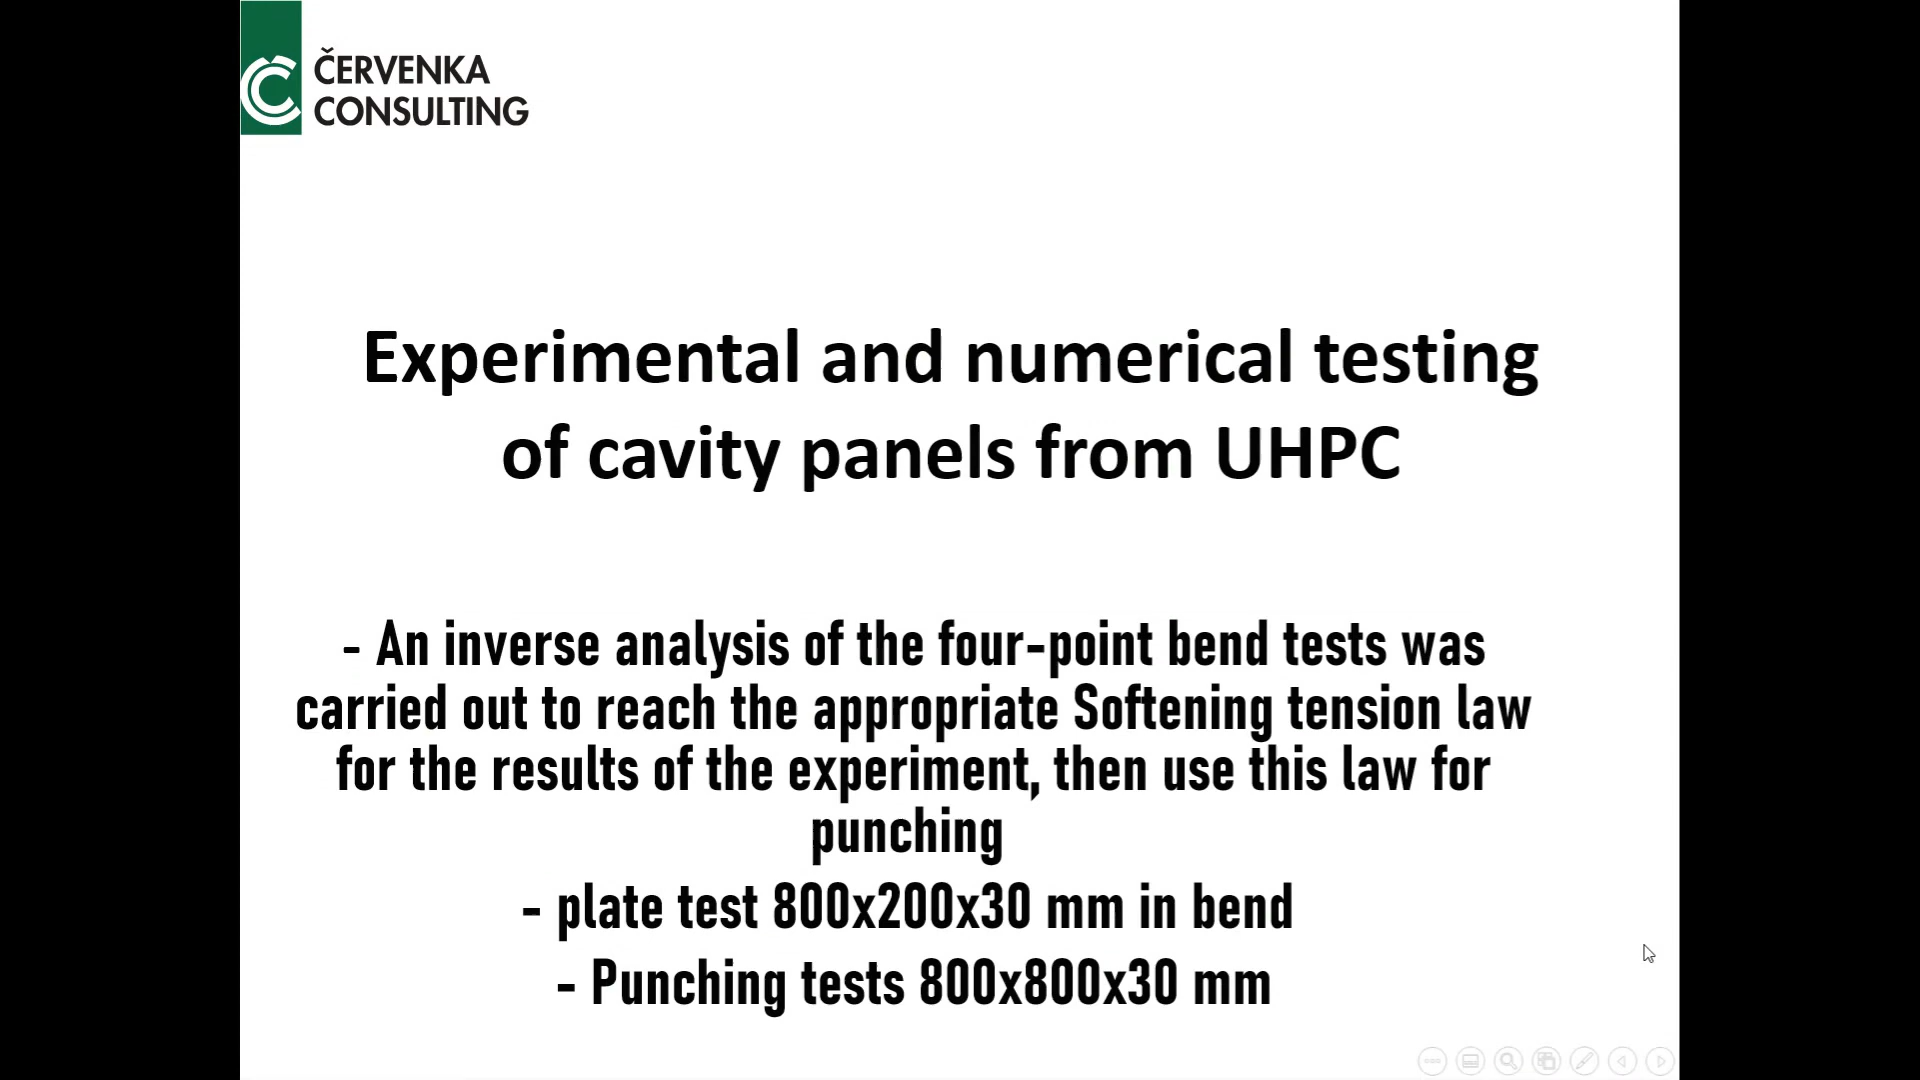 ČERVENKA
CONSULTING
Experimental and numerical testing
of cavity panels from UHPC
- An inverse analysis of the four-point bend tests was
carried out to reach the appropriate Softening tension law
for the results of the experiment, then use this law for
punching
- plate test 800x200x30 mm in bend
- Punching tests 800x800x30 mm